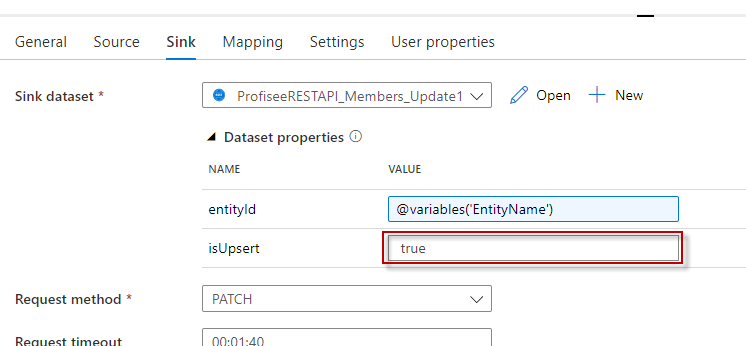 General Source Sink Mapping Settings User properties
Sink dataset * ProfiseeRESTAPI_Members_Update1 Open New
Dataset properties
NAME VALUE
entityId @variables('EntityName')
isUpsert true
Request method * PATCH
Request timeout 00:01:40